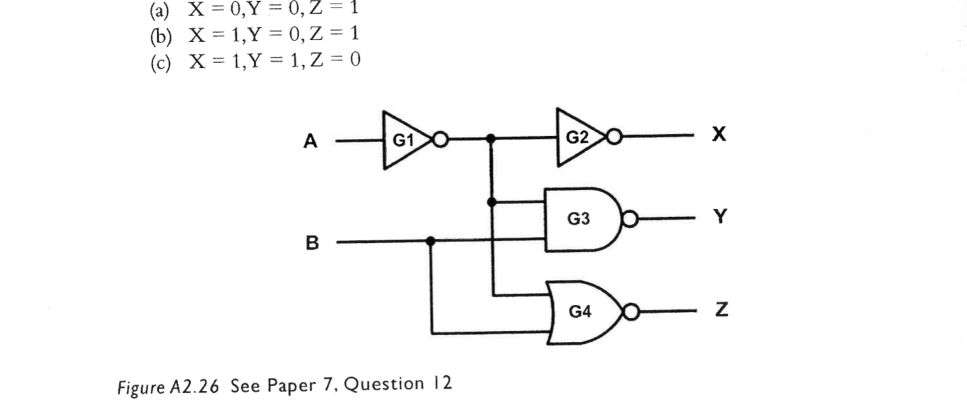 (a) X = 0,Y = 0, Z = 1
(b) X = 1,Y = 0, Z = 1
(c) X = 1,Y = 1, Z = 0
A G1 G2 X
G3 Y
B
G4 Z
Figure A2.26 See Paper 7, Question 12